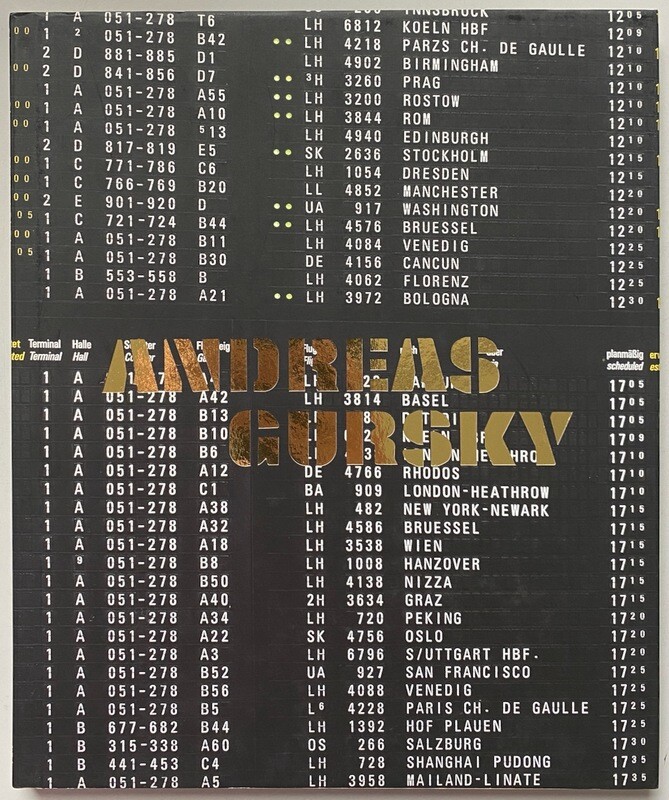 INNSBRUCK 12 05
1 A 051-278 T6 LH 6812 KOELN HBF 12 09
1 2 051-278 B42 LH 4218 PARZS CH. DE GAULLE 12 10
2 D 881-885 D1 LH 4902 BIRMINGHAM 12 10
2 D 841-856 D7 3H 3260 PRAG 12 10
1 A 051-278 A55 LH 3200 ROSTOW 12 10
1 A 051-278 A10 LH 3844 ROM 12 10
1 A 051-278 513 LH 4940 EDINBURGH 12 10
2 D 817-819 E5 SK 2636 STOCKHOLM 12 15
1 C 771-786 C6 LH 1054 DRESDEN 12 15
1 C 766-769 B20 LL 4852 MANCHESTER 12 15
2 E 901-920 D UA 917 WASHINGTON 12 20
1 C 721-724 B44 LH 4576 BRUESSEL 12 20
1 A 051-278 B11 LH 4084 VENEDIG 12 25
1 A 051-278 B30 DE 4156 CANCUN 12 25
1 B 553-558 B LH 4062 FLORENZ 12 25
1 A 051-278 A21 LH 3972 BOLOGNA 12 30
Terminal Halle planmäßig
Terminal Hall scheduled
ANDREAS
GURSKY
1 A 17 05
1 A 051-278 A42 LH 3814 BASEL 17 05
1 A 051-278 B13 17 05
1 A 051-278 B10 17 09
1 A 051-278 B6 17 10
1 A 051-278 A12 DE 4766 RHODOS 17 10
1 A 051-278 C1 BA 909 LONDON-HEATHROW 17 10
1 A 051-278 A38 LH 482 NEW YORK-NEWARK 17 10
1 A 051-278 A32 LH 4586 BRUESSEL 17 15
1 A 051-278 A18 LH 3538 WIEN 17 15
1 9 051-278 B8 LH 1008 HANZOVER 17 15
1 A 051-278 B50 LH 4138 NIZZA 17 15
1 A 051-278 A40 2H 3634 GRAZ 17 15
1 A 051-278 A34 LH 720 PEKING 17 20
1 A 051-278 A22 SK 4756 OSLO 17 20
1 A 051-278 A3 LH 6796 S/UTTGART HBF. 17 20
1 A 051-278 B52 UA 927 SAN FRANCISCO 17 25
1 A 051-278 B56 LH 4088 VENEDIG 17 25
1 A 051-278 B5 L6 4228 PARIS CH. DE GAULLE 17 25
1 B 677-682 B44 LH 1392 HOF PLAUEN 17 25
1 B 315-338 A60 OS 266 SALZBURG 17 30
1 B 441-453 C4 LH 728 SHANGHAI PUDONG 17 35
1 A 051-278 A5 LH 3958 MAILAND-LINATE 17 35